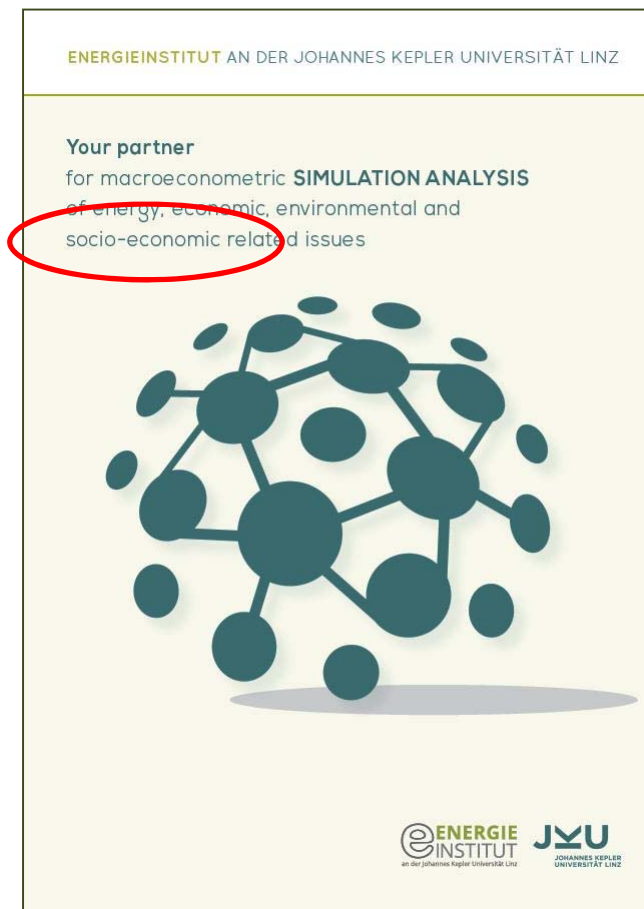 ENERGIEINSTITUT AN DER JOHANNES KEPLER UNIVERSITÄT LINZ
Your partner
for macroeconometric SIMULATION ANALYSIS
of energy, economic, environmental and
socio-economic related issues
e ENERGIE
INSTITUT
an der Johannes Kepler Universität Linz
JKU
JOHANNES KEPLER
UNIVERSITÄT LINZ